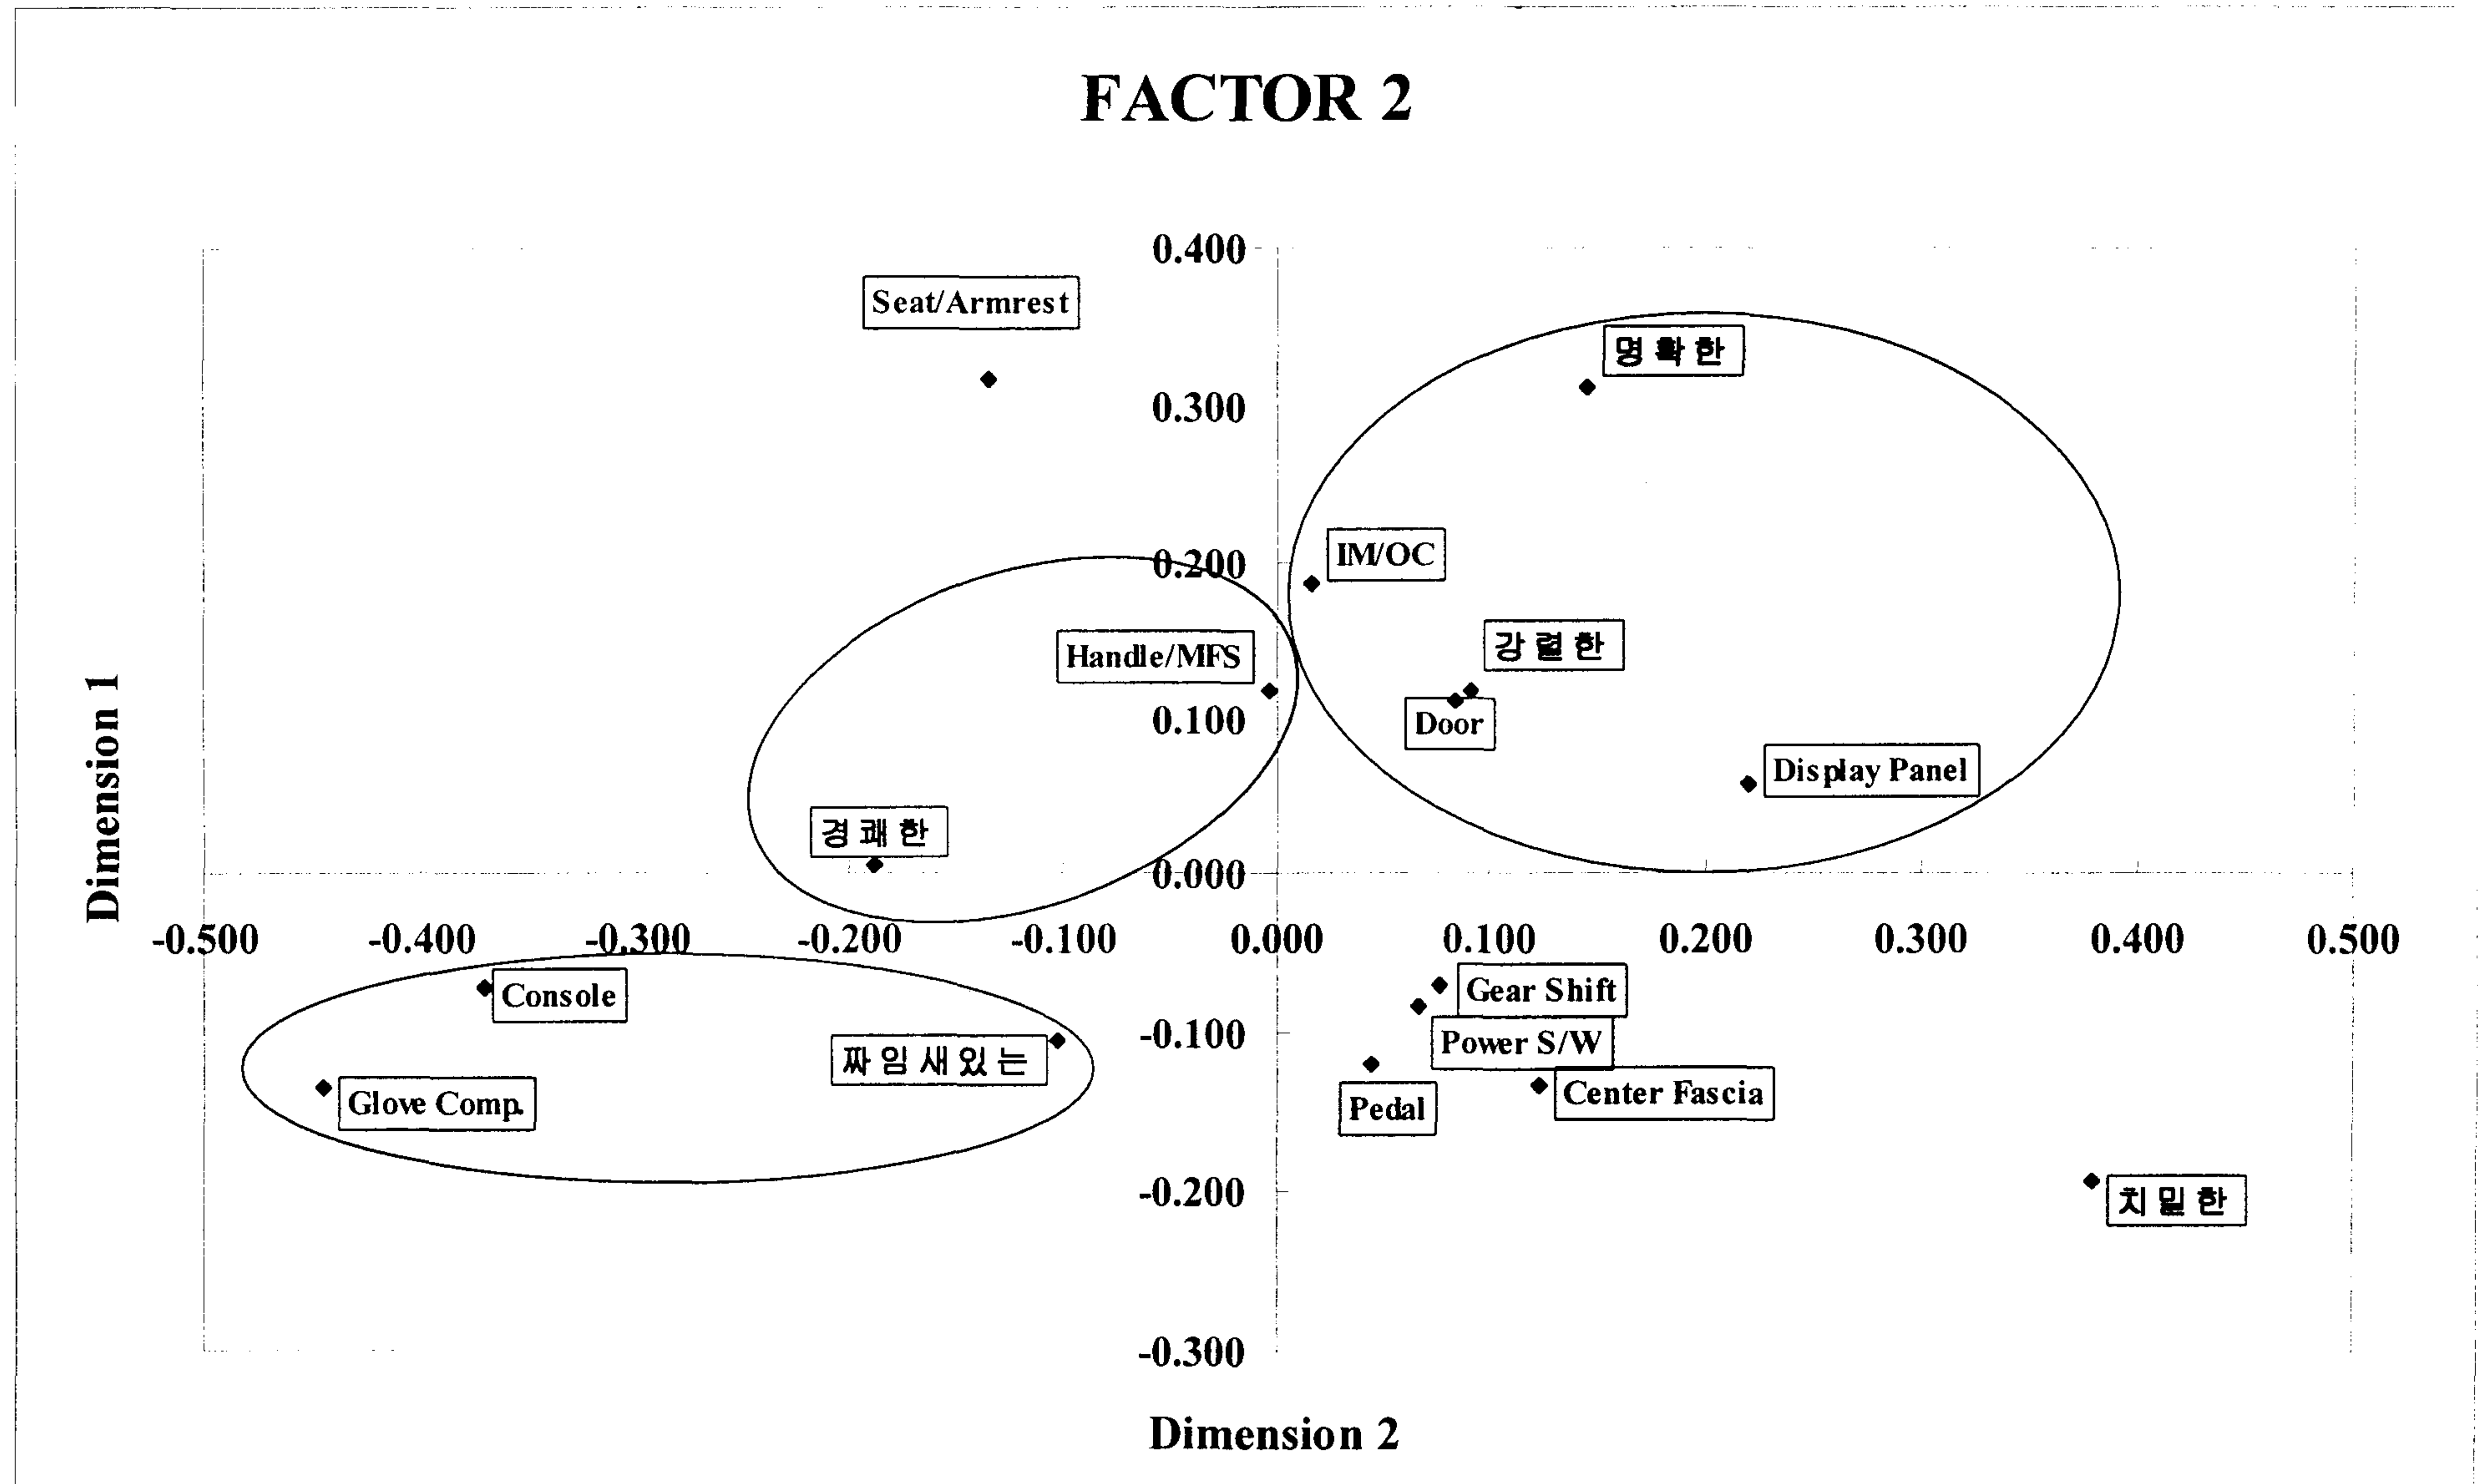 FACTOR 2
0.400
Seat/Armrest
명확한
0.300
IM/OC
0.200
강렬한
Handle/MFS
0.100
Door
Display Panel
경쾌한
0.000
Dimension 1
-0.500 -0.400 -0.300 -0.200 -0.100 0.000 0.100 0.200 0.300 0.400 0.500
Console
Gear Shift
-0.100
Power S/W
짜임새있는
Glove Comp.
Center Fascia
Pedal
-0.200
치밀한
-0.300
Dimension 2